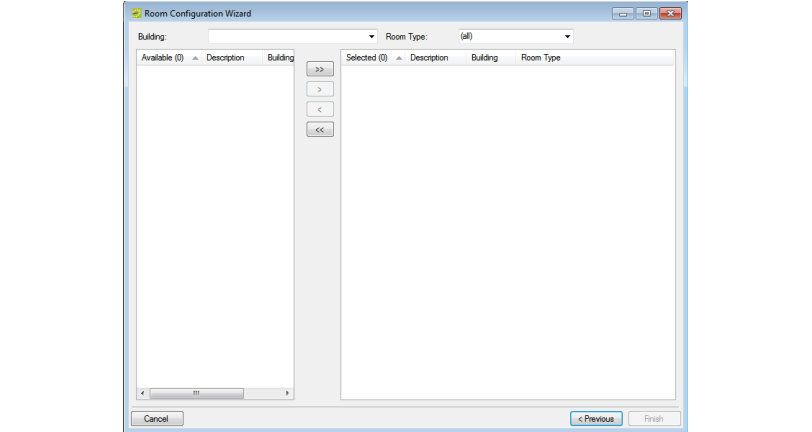 Room Configuration Wizard
Building: Room Type: (all)
Available (0) Description Building
Selected (0) Description Building Room Type
>>
>
<
<<
Cancel < Previous Finish